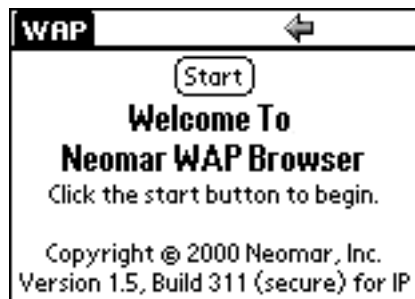 WAP
Start
Welcome To
Neomar WAP Browser
Click the start button to begin.
Copyright © 2000 Neomar, Inc.
Version 1.5, Build 311 (secure) for IP